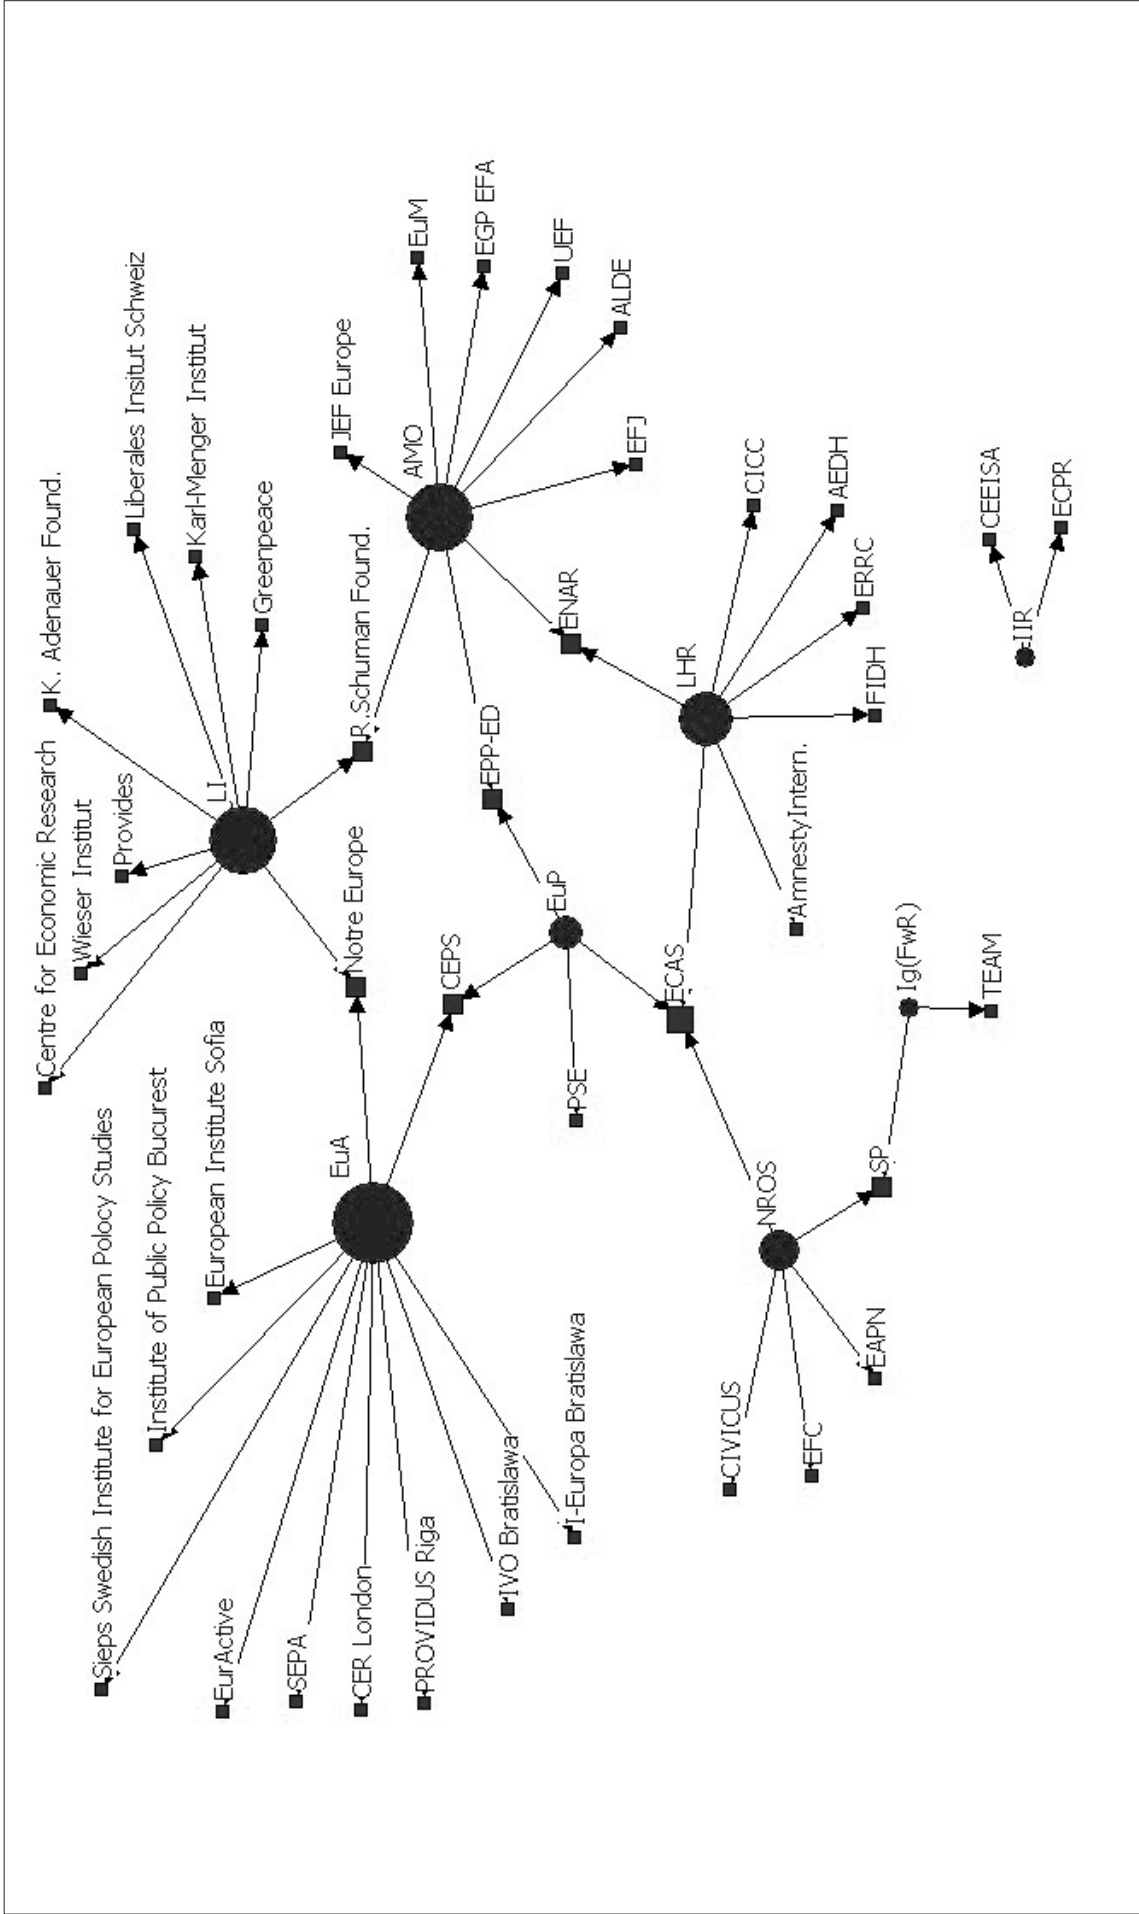 Sieps Swedish Institute for European Polocy Studies
Centre for Economic Research
K. Adenauer Found.
Wieser Institut
Provides
Liberales Insitut Schweiz
Institute of Public Policy Bucurest
Karl-Menger Institut
European Institute Sofia
LI
EurActive
Greenpeace
SEPA
EuA
Notre Europe
R.Schuman Found.
JEF Europe
CER London
AMO
EuM
PROVIDUS Riga
CEPS
EPP-ED
EGP EFA
IVO Bratislawa
EuP
ENAR
UEF
I-Europa Bratislawa
PSE
ALDE
EFJ
ECAS
LHR
CIVICUS
NROS
CICC
EFC
AmnestyIntern.
AEDH
EAPN
SP
FIDH
ERRC
Ig(FwR)
TEAM
CEEISA
IIR
ECPR